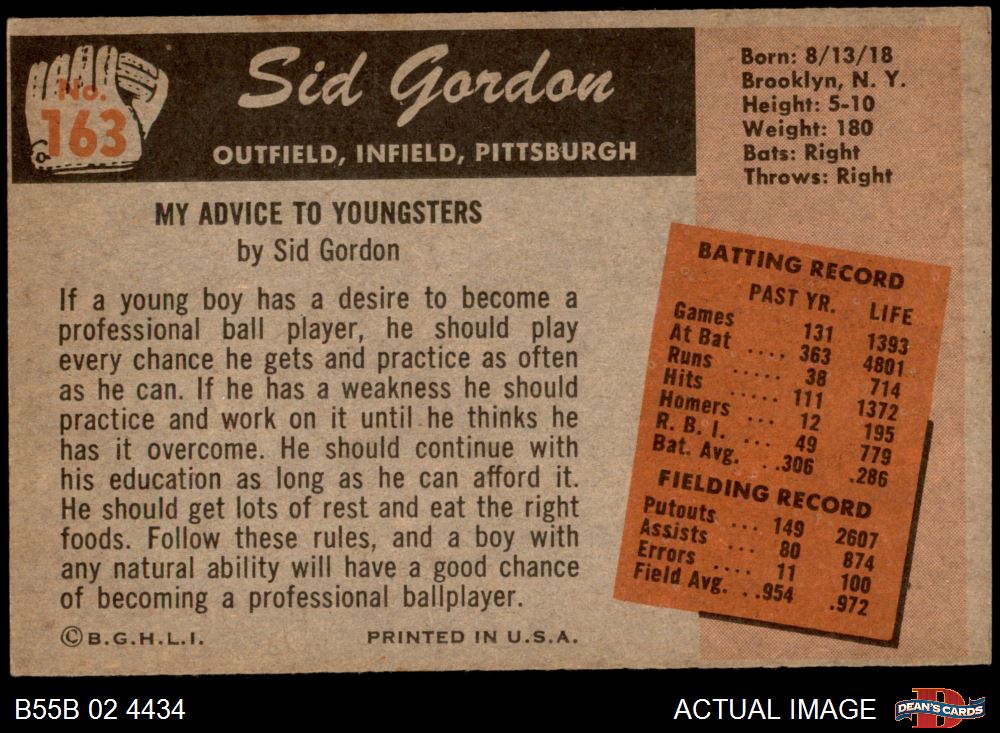 No.
163
Sid Gordon
OUTFIELD, INFIELD, PITTSBURGH
Born: 8/13/18
Brooklyn, N. Y.
Height: 5-10
Weight: 180
Bats: Right
Throws: Right
MY ADVICE TO YOUNGSTERS
by Sid Gordon
If a young boy has a desire to become a
professional ball player, he should play
every chance he gets and practice as often
as he can. If he has a weakness he should
practice and work on it until he thinks he
has it overcome. He should continue with
his education as long as he can afford it.
He should get lots of rest and eat the right
foods. Follow these rules, and a boy with
any natural ability will have a good chance
of becoming a professional ballplayer.
©B.G.H.L.I. PRINTED IN U.S.A.
BATTING RECORD
PAST YR. LIFE
Games 131 1393
At Bat .... 363 4801
Runs ..... 38 714
Hits ..... 111 1372
Homers 12 195
R. B. I. ... 49 779
Bat. Avg. ..306 .286
FIELDING RECORD
Putouts ... 149 2607
Assists ... 80 874
Errors .... 11 100
Field Avg. ..954 .972
B55B 02 4434
ACTUAL IMAGE
DEAN'S CARDS